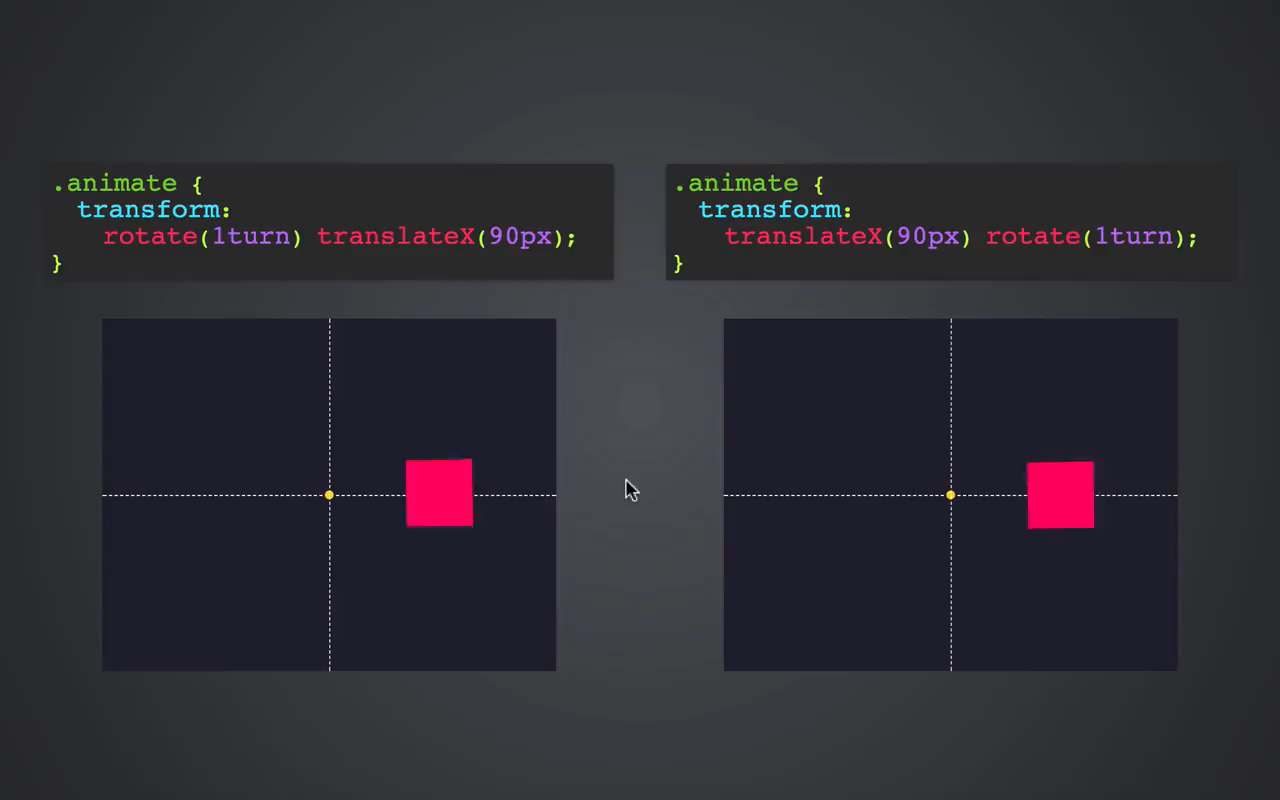 .animate {
transform:
rotate(1turn) translateX(90px);
}
.animate {
transform:
translateX(90px) rotate(1turn);
}